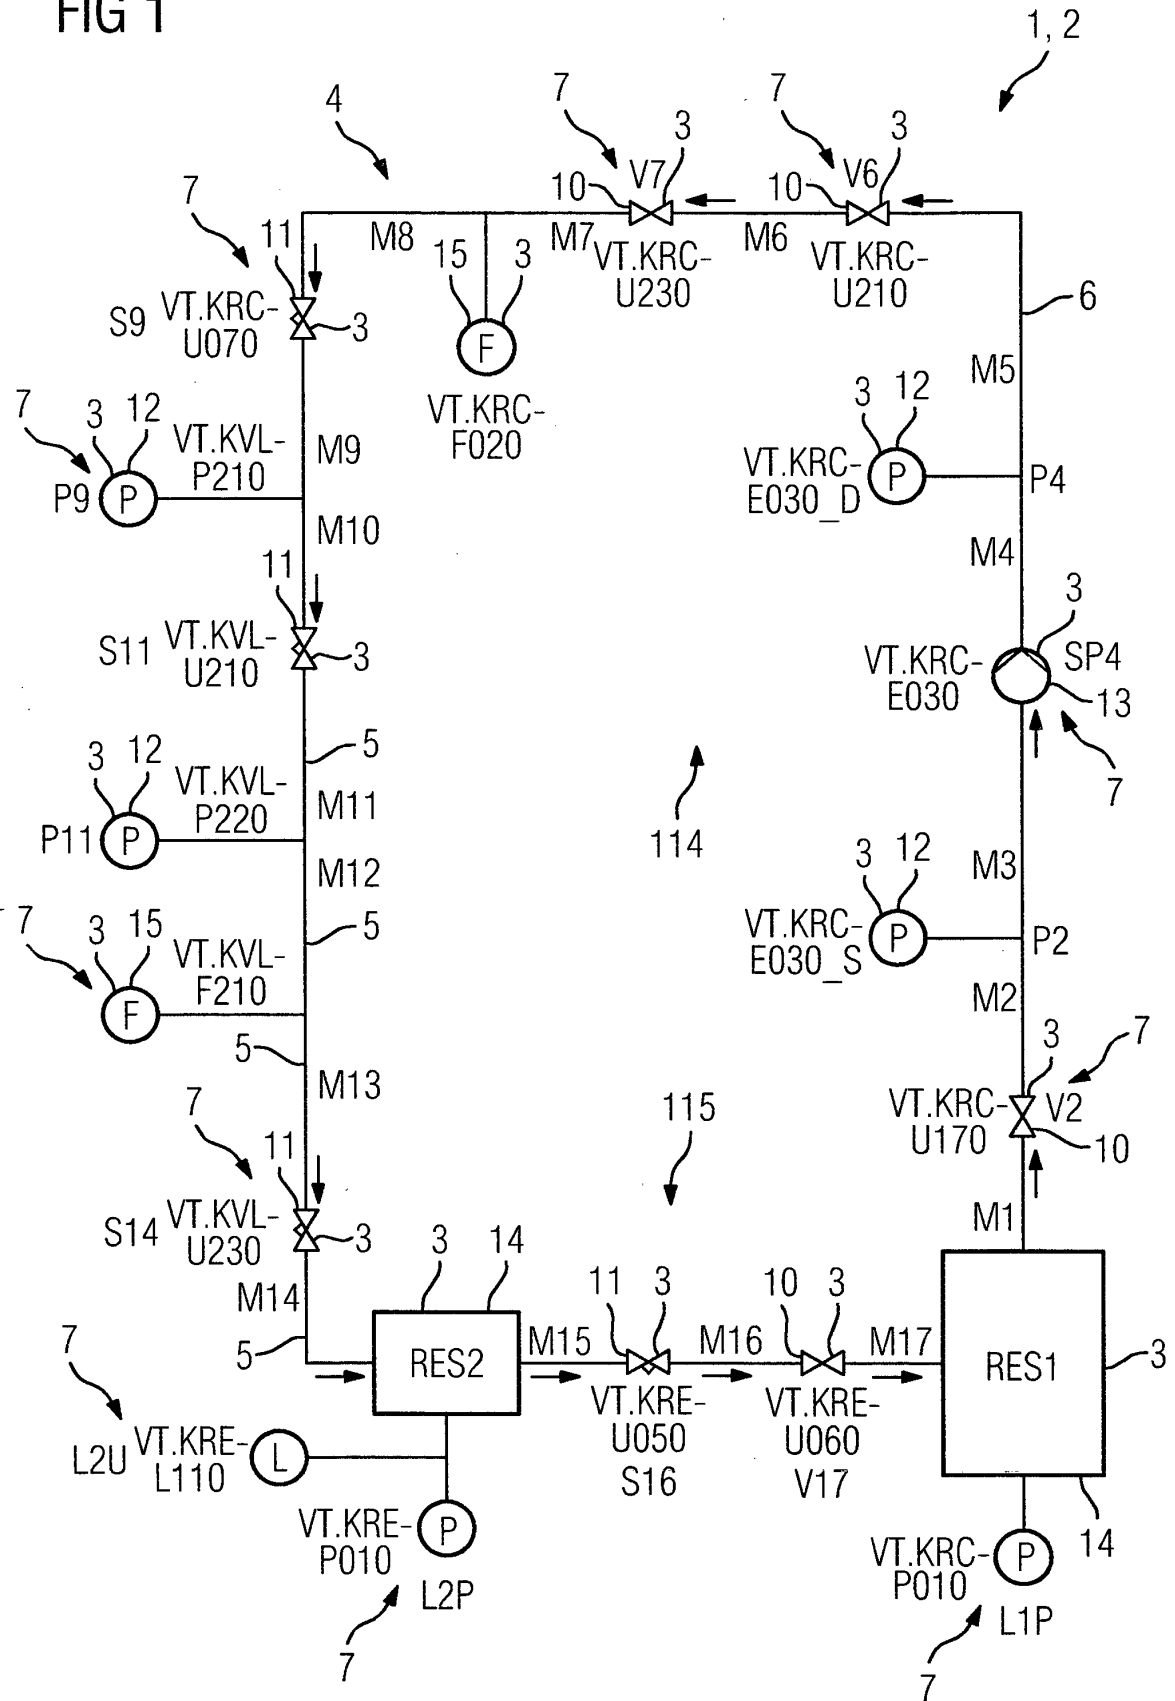 FIG 1
1, 2
4
7
7
3
3
10
V7
10
V6
7
M8
M7
M6
11
15
3
VT.KRC-
U230
VT.KRC-
U210
6
S9
VT.KRC-
U070
3
F
M5
VT.KRC-
F020
7
3
12
VT.KVL-
P210
M9
P9
P
3
12
VT.KRC-
E030_D
P
P4
M10
M4
11
S11
VT.KVL-
U210
3
3
VT.KRC-
E030
SP4
13
7
5
3
12
VT.KVL-
P220
M11
P11
P
114
M12
3
12
M3
7
3
15
5
VT.KVL-
F210
F
VT.KRC-
E030_S
P
P2
M2
5
M13
3
7
7
115
VT.KRC-
U170
V2
10
11
M1
S14
VT.KVL-
U230
3
3
14
M14
11
3
10
3
5
RES2
M15
M16
M17
RES1
3
7
VT.KRE-
U050
S16
VT.KRE-
U060
V17
L2U
VT.KRE-
L110
L
VT.KRE-
P010
P
L2P
7
14
VT.KRC-
P010
P
L1P
7